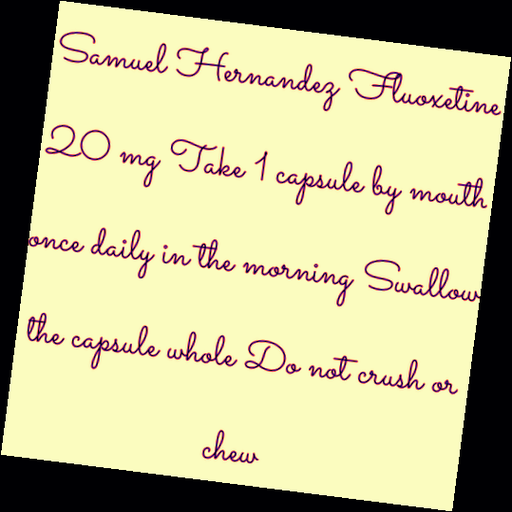 Samuel Hernandez Fluoxetine
20 mg Take 1 capsule by mouth
once daily in the morning Swallow
the capsule whole Do not crush or
chew